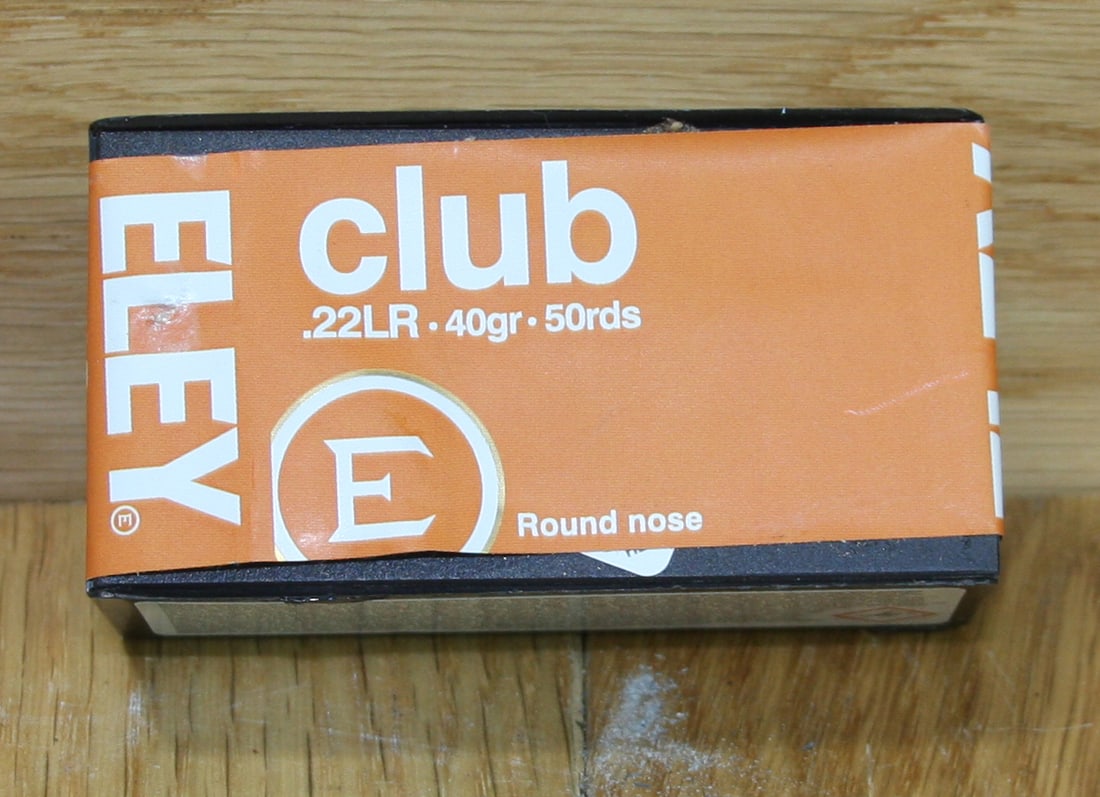 ELEY
E
club
.22LR · 40gr · 50rds
E
Round nose